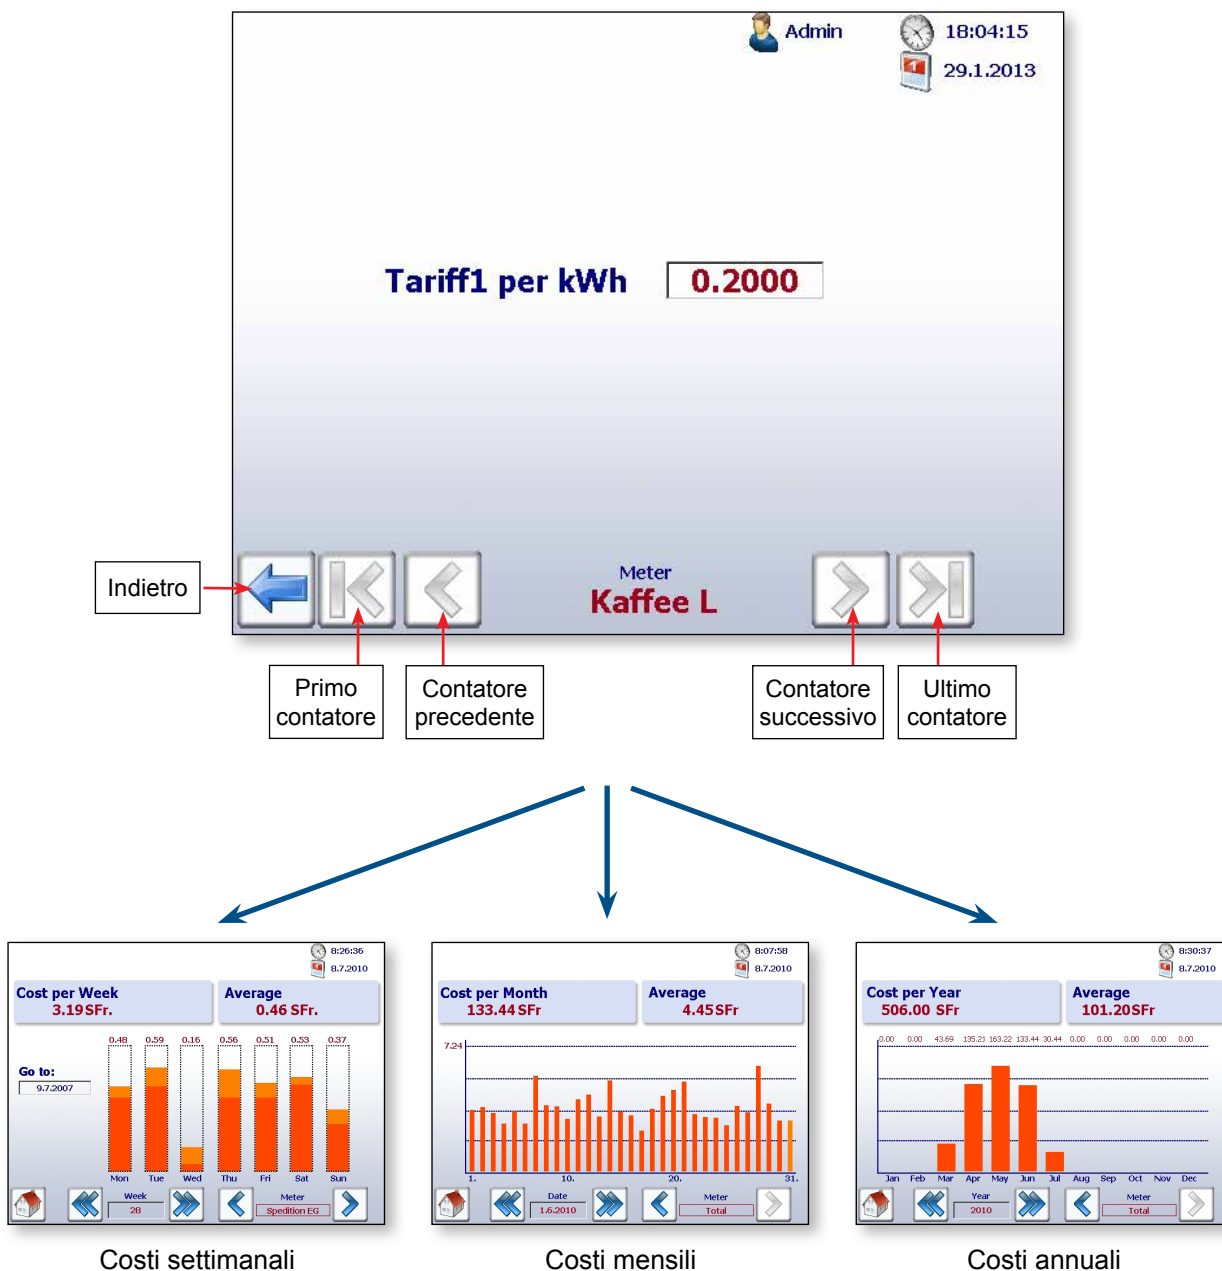 Admin
18:04:15
29.1.2013
Tariff1 per kWh 0.2000
Indietro
Meter
Kaffee L
Primo
contatore
Contatore
precedente
Contatore
successivo
Ultimo
contatore
8:26:36
8.7.2010
Cost per Week
3.19SFr.
Average
0.46 SFr.
0.48 0.59 0.16 0.56 0.51 0.53 0.37
Go to:
9.7.2007
Mon Tue Wed Thu Fri Sat Sun
Week
28
Meter
Spedition EG
Costi settimanali
8:07:58
8.7.2010
Cost per Month
133.44 SFr
Average
4.45SFr
7.24
1. 10. 20. 31.
Date
1.6.2010
Meter
Total
Costi mensili
8:30:37
8.7.2010
Cost per Year
506.00 SFr
Average
101.20SFr
0.00 0.00 43.69 135.21 163.22 133.44 30.44 0.00 0.00 0.00 0.00 0.00
Jan Feb Mar Apr May Jun Jul Aug Sep Oct Nov Dec
Year
2010
Meter
Total
Costi annuali